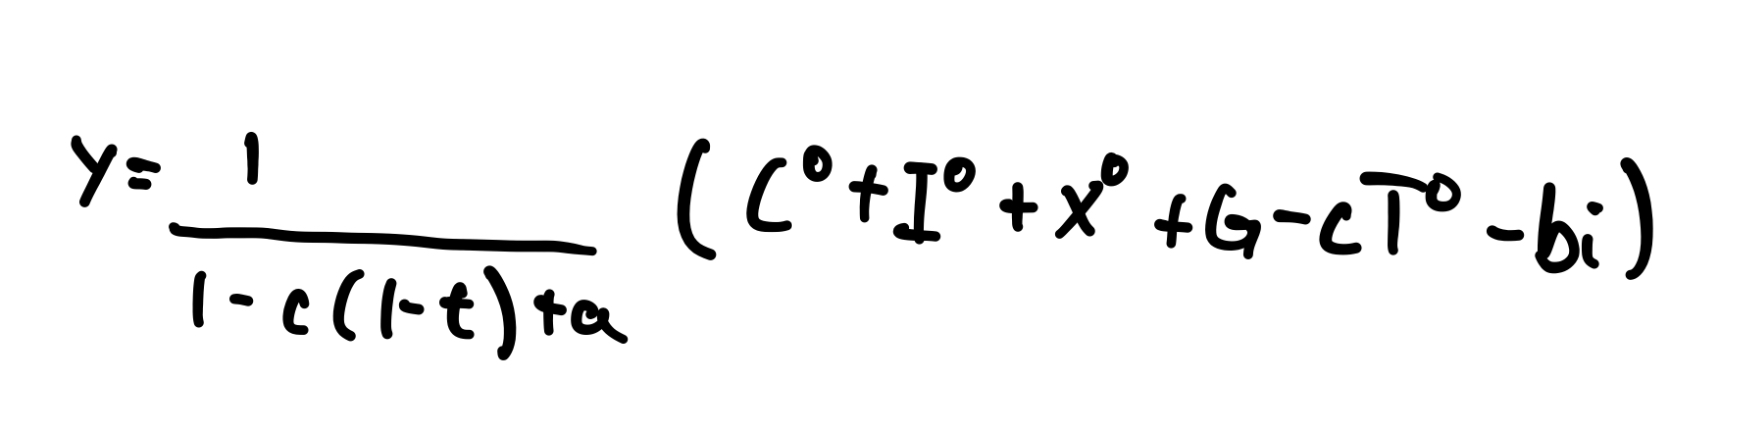 y = 1 / (1 - c(1-t) + a) (C⁰ + I⁰ + X⁰ + G - cT⁰ - bi)